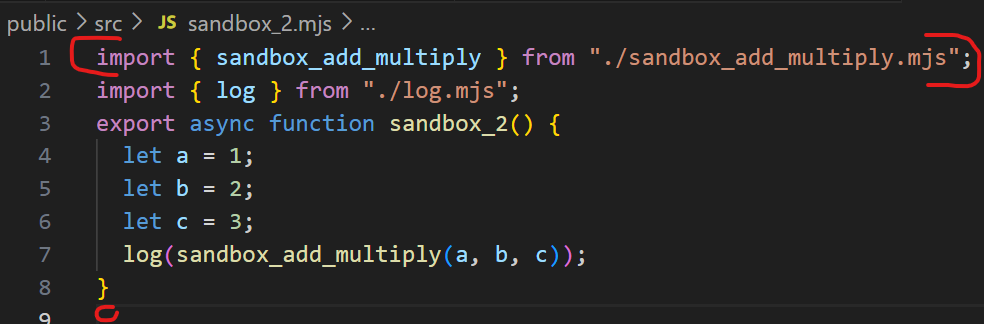 public > src > JS sandbox_2.mjs > ...
1 import { sandbox_add_multiply } from "./sandbox_add_multiply.mjs";
2 import { log } from "./log.mjs";
3 export async function sandbox_2() {
4   let a = 1;
5   let b = 2;
6   let c = 3;
7   log(sandbox_add_multiply(a, b, c));
8 }
9